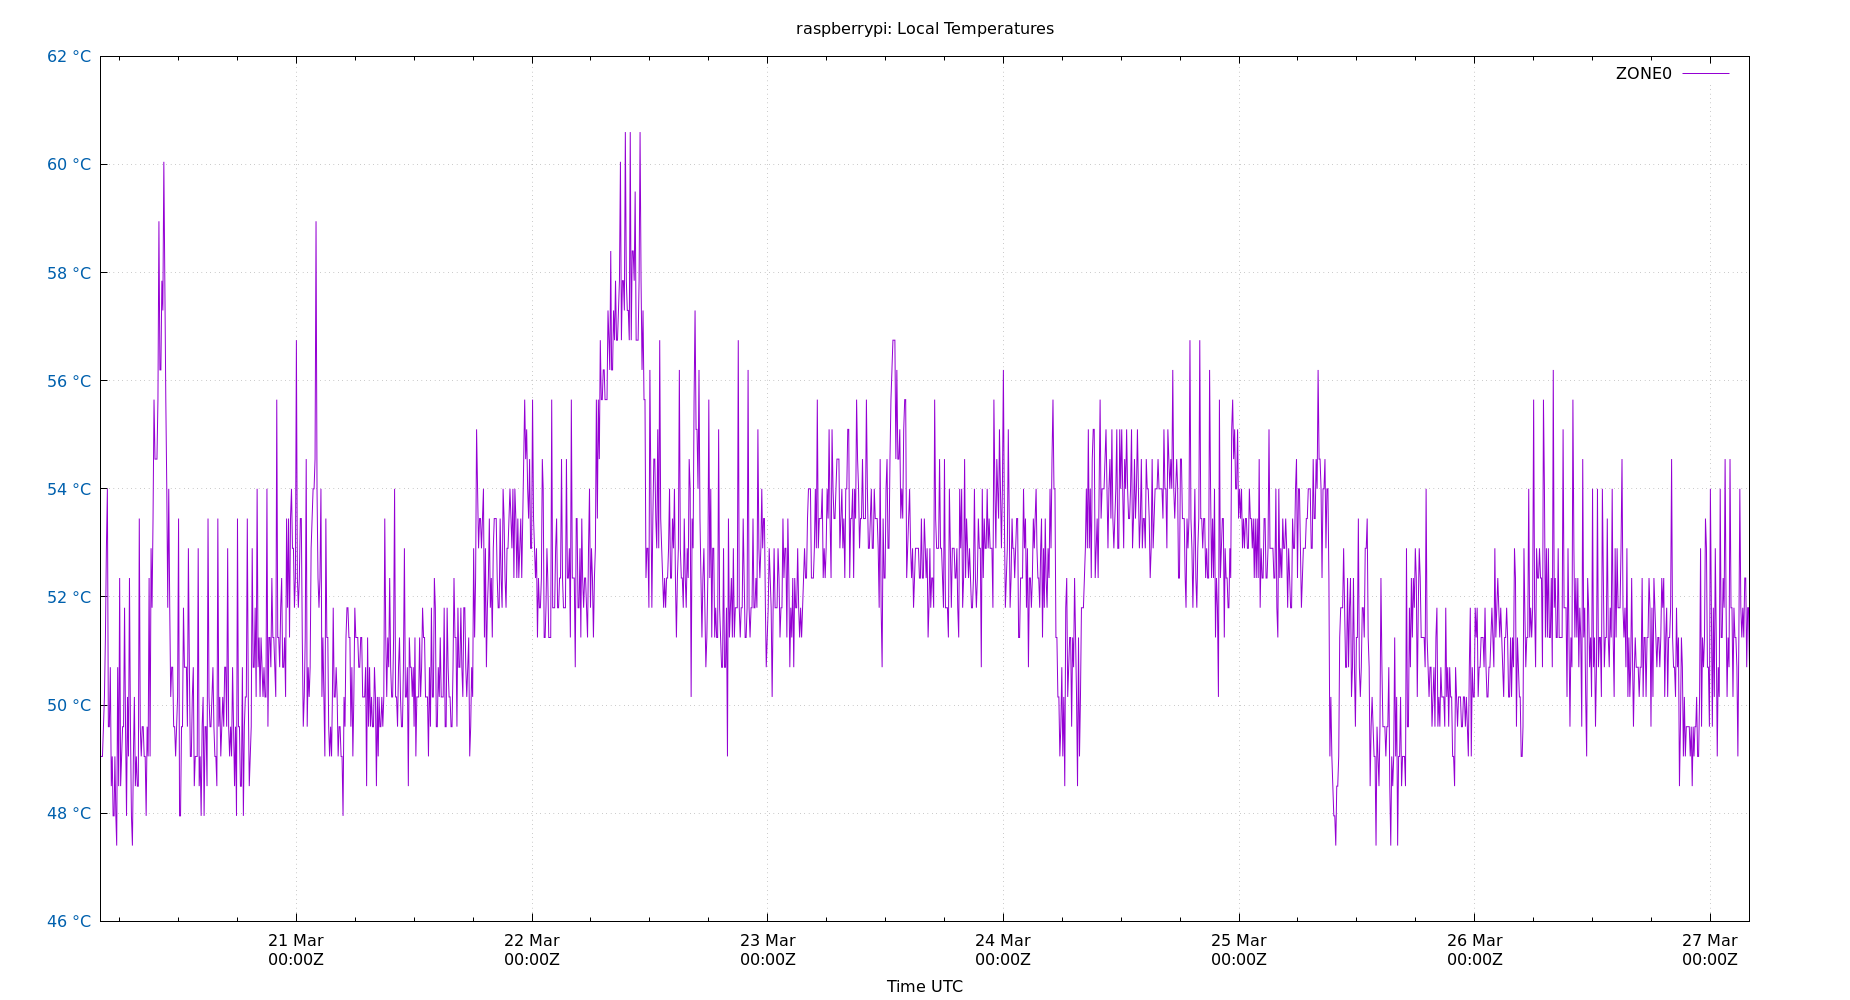 raspberrypi: Local Temperatures
62 °C
ZONE0
60 °C
58 °C
56 °C
54 °C
52 °C
50 °C
48 °C
46 °C
21 Mar 22 Mar 23 Mar 24 Mar 25 Mar 26 Mar 27 Mar
00:00Z 00:00Z 00:00Z 00:00Z 00:00Z 00:00Z 00:00Z
Time UTC